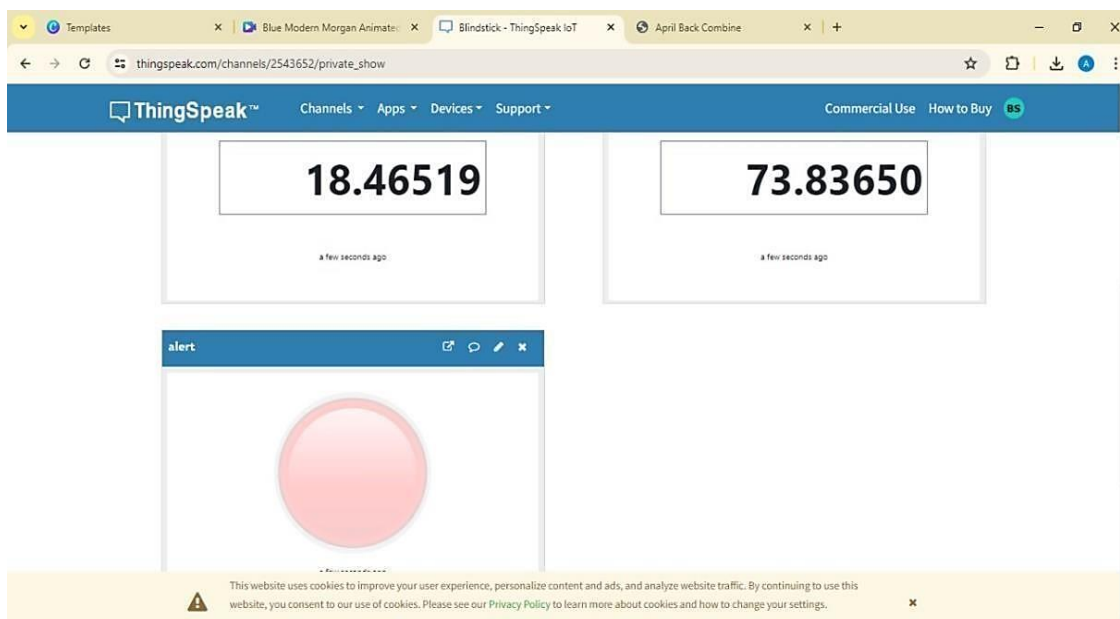 Templates
Blue Modern Morgan Animatec
Blindstick - ThingSpeak IoT
April Back Combine
thingspeak.com/channels/2543652/private_show
A
ThingSpeak™
Channels
Apps
Devices
Support
Commercial Use
How to Buy
BS
18.46519
73.83650
a few seconds ago
a few seconds ago
alert
This website uses cookies to improve your user experience, personalize content and ads, and analyze website traffic. By continuing to use this
website, you consent to our use of cookies. Please see our Privacy Policy to learn more about cookies and how to change your settings.